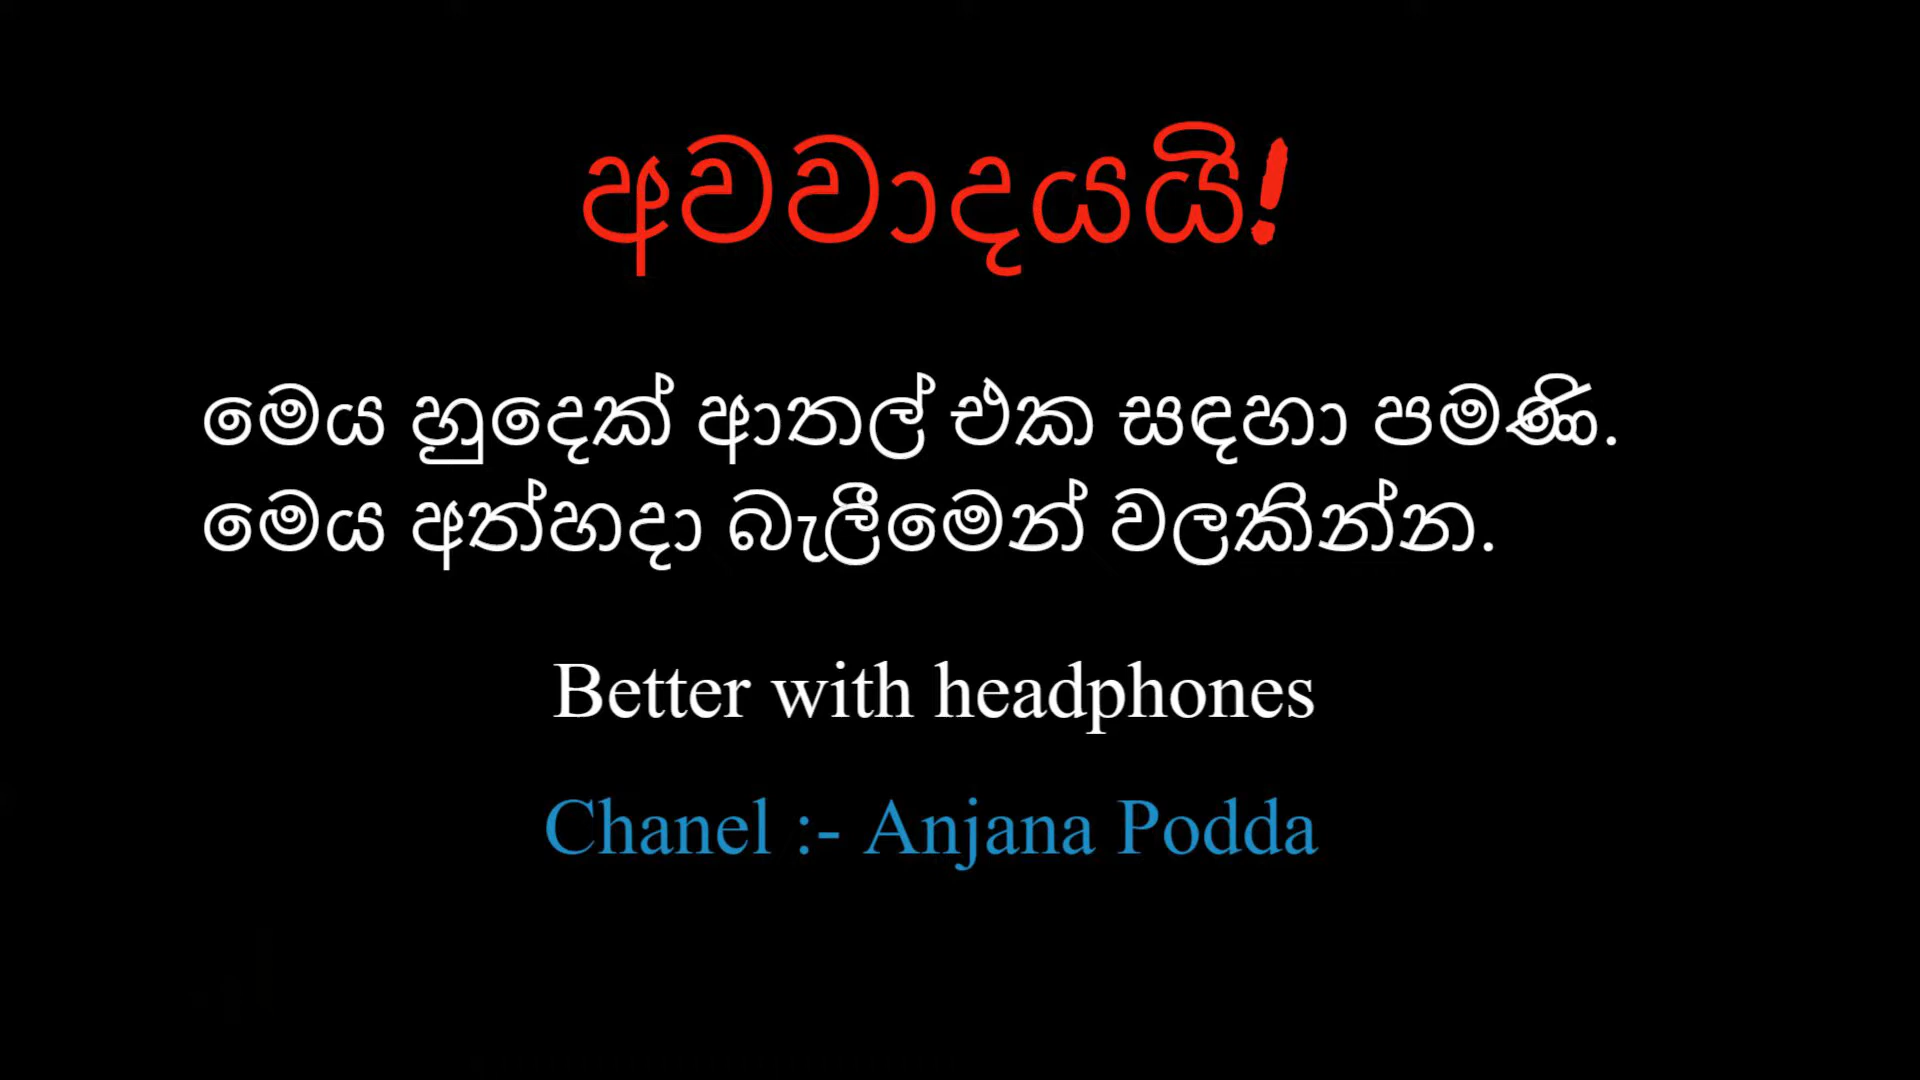 අවවාදයයි!
මෙය හුදෙක් ආතල් එක සඳහා පමණි.
මෙය අත්හදා බැලීමෙන් වලකින්න.
Better with headphones
Chanel :- Anjana Podda